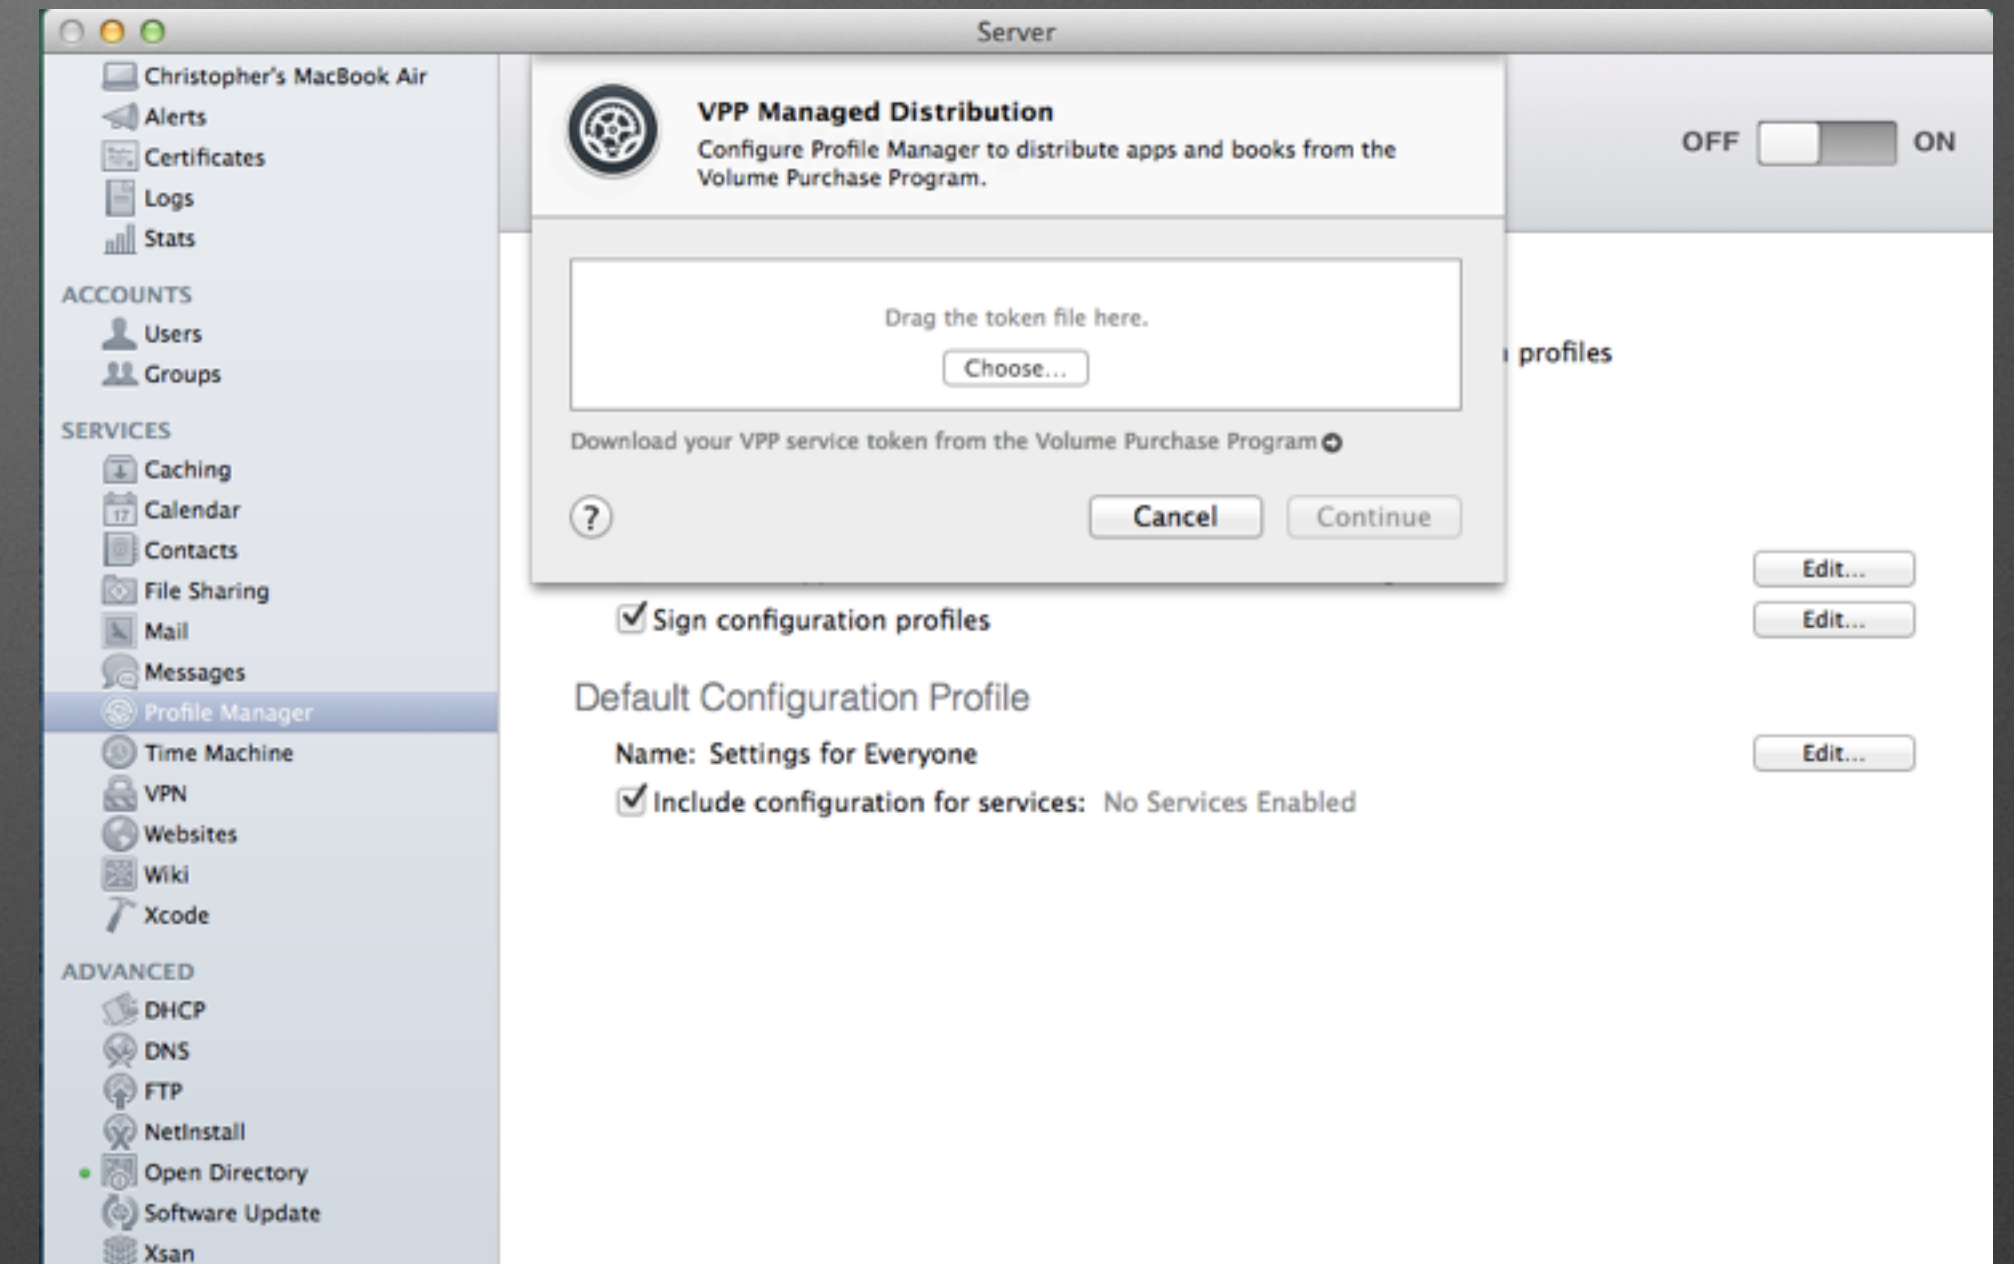 Server
Christopher's MacBook Air
Alerts
Certificates
Logs
Stats
ACCOUNTS
Users
Groups
SERVICES
Caching
17
Calendar
Contacts
File Sharing
Mail
Messages
Profile Manager
Time Machine
VPN
Websites
Wiki
Xcode
ADVANCED
DHCP
DNS
FTP
NetInstall
Open Directory
Software Update
Xsan
VPP Managed Distribution
Configure Profile Manager to distribute apps and books from the
Volume Purchase Program.
OFF ON
Drag the token file here.
Choose...
profiles
Download your VPP service token from the Volume Purchase Program
? Cancel Continue
Edit...
Sign configuration profiles Edit...
Default Configuration Profile
Name: Settings for Everyone Edit...
Include configuration for services: No Services Enabled